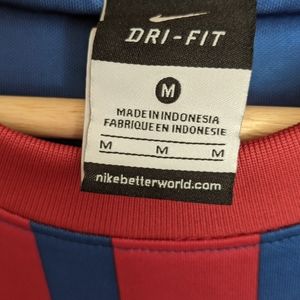 DRI-FIT
M
MADE IN INDONESIA
FABRIQUE EN INDONESIE
M M M
nikebetterworld.com